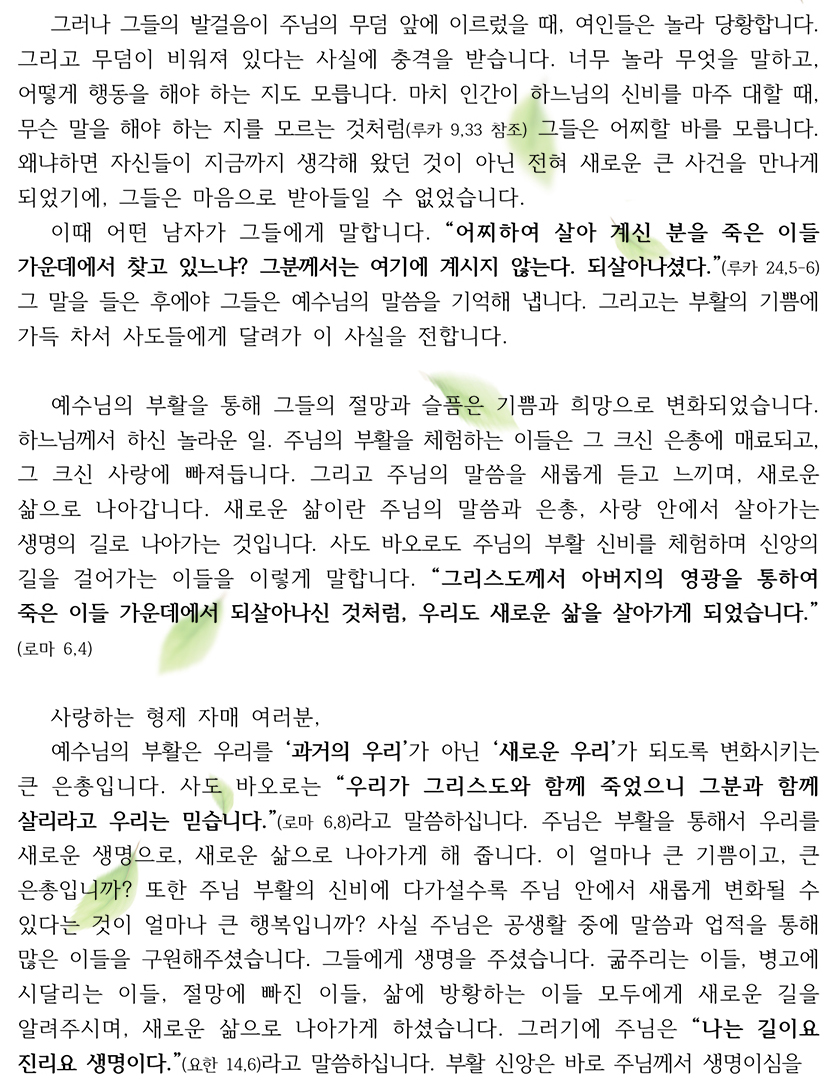 그러나 그들의 발걸음이 주님의 무덤 앞에 이르렀을 때, 여인들은 놀라 당황합니다.
그리고 무덤이 비워져 있다는 사실에 충격을 받습니다. 너무 놀라 무엇을 말하고,
어떻게 행동을 해야 하는 지도 모릅니다. 마치 인간이 하느님의 신비를 마주 대할 때,
무슨 말을 해야 하는 지를 모르는 것처럼(루카 9,33 참조) 그들은 어찌할 바를 모릅니다.
왜냐하면 자신들이 지금까지 생각해 왔던 것이 아닌 전혀 새로운 큰 사건을 만나게
되었기에, 그들은 마음으로 받아들일 수 없었습니다.
이때 어떤 남자가 그들에게 말합니다. “어찌하여 살아 계신 분을 죽은 이들
가운데에서 찾고 있느냐? 그분께서는 여기에 계시지 않는다. 되살아나셨다.”(루카 24,5-6)
그 말을 들은 후에야 그들은 예수님의 말씀을 기억해 냅니다. 그리고는 부활의 기쁨에
가득 차서 사도들에게 달려가 이 사실을 전합니다.
예수님의 부활을 통해 그들의 절망과 슬픔은 기쁨과 희망으로 변화되었습니다.
하느님께서 하신 놀라운 일. 주님의 부활을 체험하는 이들은 그 크신 은총에 매료되고,
그 크신 사랑에 빠져듭니다. 그리고 주님의 말씀을 새롭게 듣고 느끼며, 새로운
삶으로 나아갑니다. 새로운 삶이란 주님의 말씀과 은총, 사랑 안에서 살아가는
생명의 길로 나아가는 것입니다. 사도 바오로도 주님의 부활 신비를 체험하며 신앙의
길을 걸어가는 이들을 이렇게 말합니다. “그리스도께서 아버지의 영광을 통하여
죽은 이들 가운데에서 되살아나신 것처럼, 우리도 새로운 삶을 살아가게 되었습니다.”
(로마 6,4)
사랑하는 형제 자매 여러분,
예수님의 부활은 우리를 ‘과거의 우리’가 아닌 ‘새로운 우리’가 되도록 변화시키는
큰 은총입니다. 사도 바오로는 “우리가 그리스도와 함께 죽었으니 그분과 함께
살리라고 우리는 믿습니다.”(로마 6,8)라고 말씀하십니다. 주님은 부활을 통해서 우리를
새로운 생명으로, 새로운 삶으로 나아가게 해 줍니다. 이 얼마나 큰 기쁨이고, 큰
은총입니까? 또한 주님 부활의 신비에 다가설수록 주님 안에서 새롭게 변화될 수
있다는 것이 얼마나 큰 행복입니까? 사실 주님은 공생활 중에 말씀과 업적을 통해
많은 이들을 구원해주셨습니다. 그들에게 생명을 주셨습니다. 굶주리는 이들, 병고에
시달리는 이들, 절망에 빠진 이들, 삶에 방황하는 이들 모두에게 새로운 길을
알려주시며, 새로운 삶으로 나아가게 하셨습니다. 그러기에 주님은 “나는 길이요
진리요 생명이다.”(요한 14,6)라고 말씀하십니다. 부활 신앙은 바로 주님께서 생명이심을